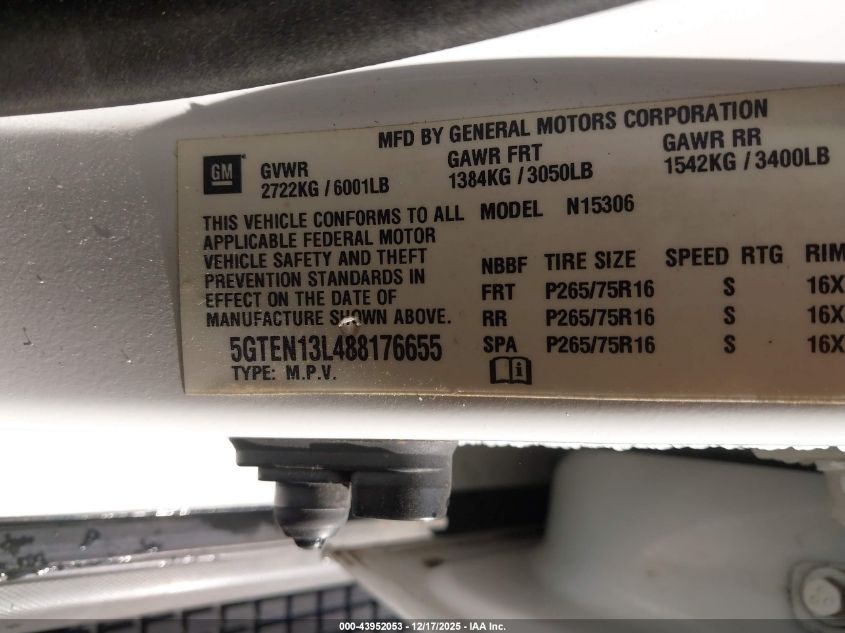 MFD BY GENERAL MOTORS CORPORATION
GM
GVWR
2722KG / 6001LB
GAWR FRT
1384KG / 3050LB
GAWR RR
1542KG / 3400LB
THIS VEHICLE CONFORMS TO ALL
APPLICABLE FEDERAL MOTOR
VEHICLE SAFETY AND THEFT
PREVENTION STANDARDS IN
EFFECT ON THE DATE OF
MANUFACTURE SHOWN ABOVE.
5GTEN13L488176655
TYPE: M.P.V.
MODEL N15306
NBBF TIRE SIZE SPEED RTG RIM
FRT P265/75R16 S 16X
RR P265/75R16 S 16X
SPA P265/75R16 S 16X
000-43952053 — 12/17/2025 — IAA Inc.